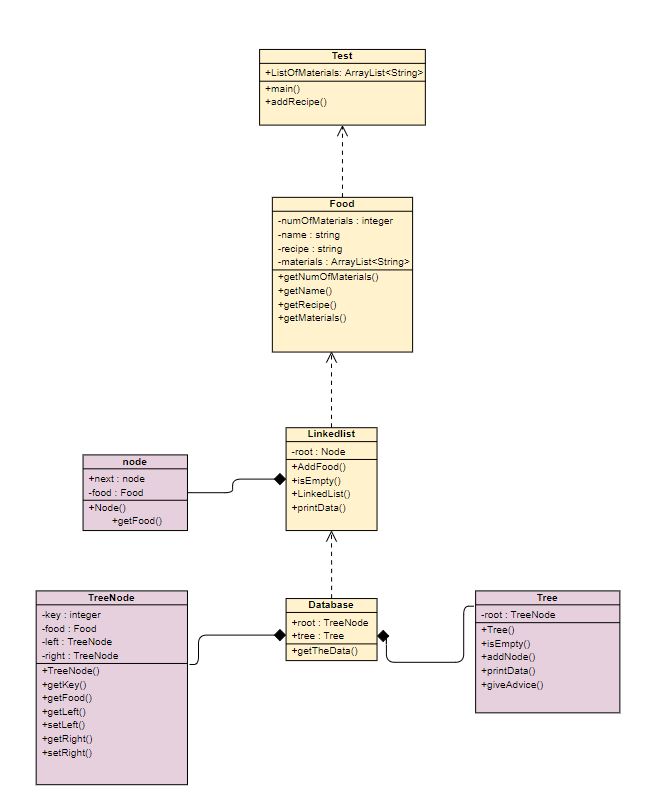 Test
+ListOfMaterials: ArrayList<String>
+main()
+addRecipe()
Food
-numOfMaterials : integer
-name : string
-recipe : string
-materials : ArrayList<String>
+getNumOfMaterials()
+getName()
+getRecipe()
+getMaterials()
Linkedlist
-root : Node
+AddFood()
+isEmpty()
+LinkedList()
+printData()
node
+next : node
-food : Food
+Node()
+getFood()
TreeNode
-key : integer
-food : Food
-left : TreeNode
-right : TreeNode
+TreeNode()
+getKey()
+getFood()
+getLeft()
+setLeft()
+getRight()
+setRight()
Database
+root : TreeNode
+tree : Tree
+getTheData()
Tree
-root : TreeNode
+Tree()
+isEmpty()
+addNode()
+printData()
+giveAdvice()